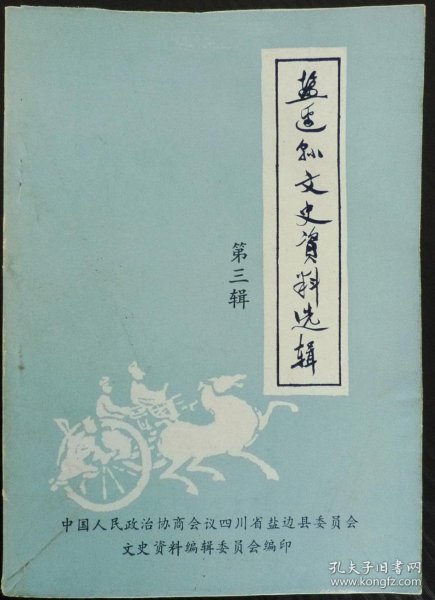 盐边县文史資料选辑
第三辑
中国人民政治协商会议四川省盐边县委员会
文史资料编辑委员会编印
孔夫子旧书网
www.kongfz.com